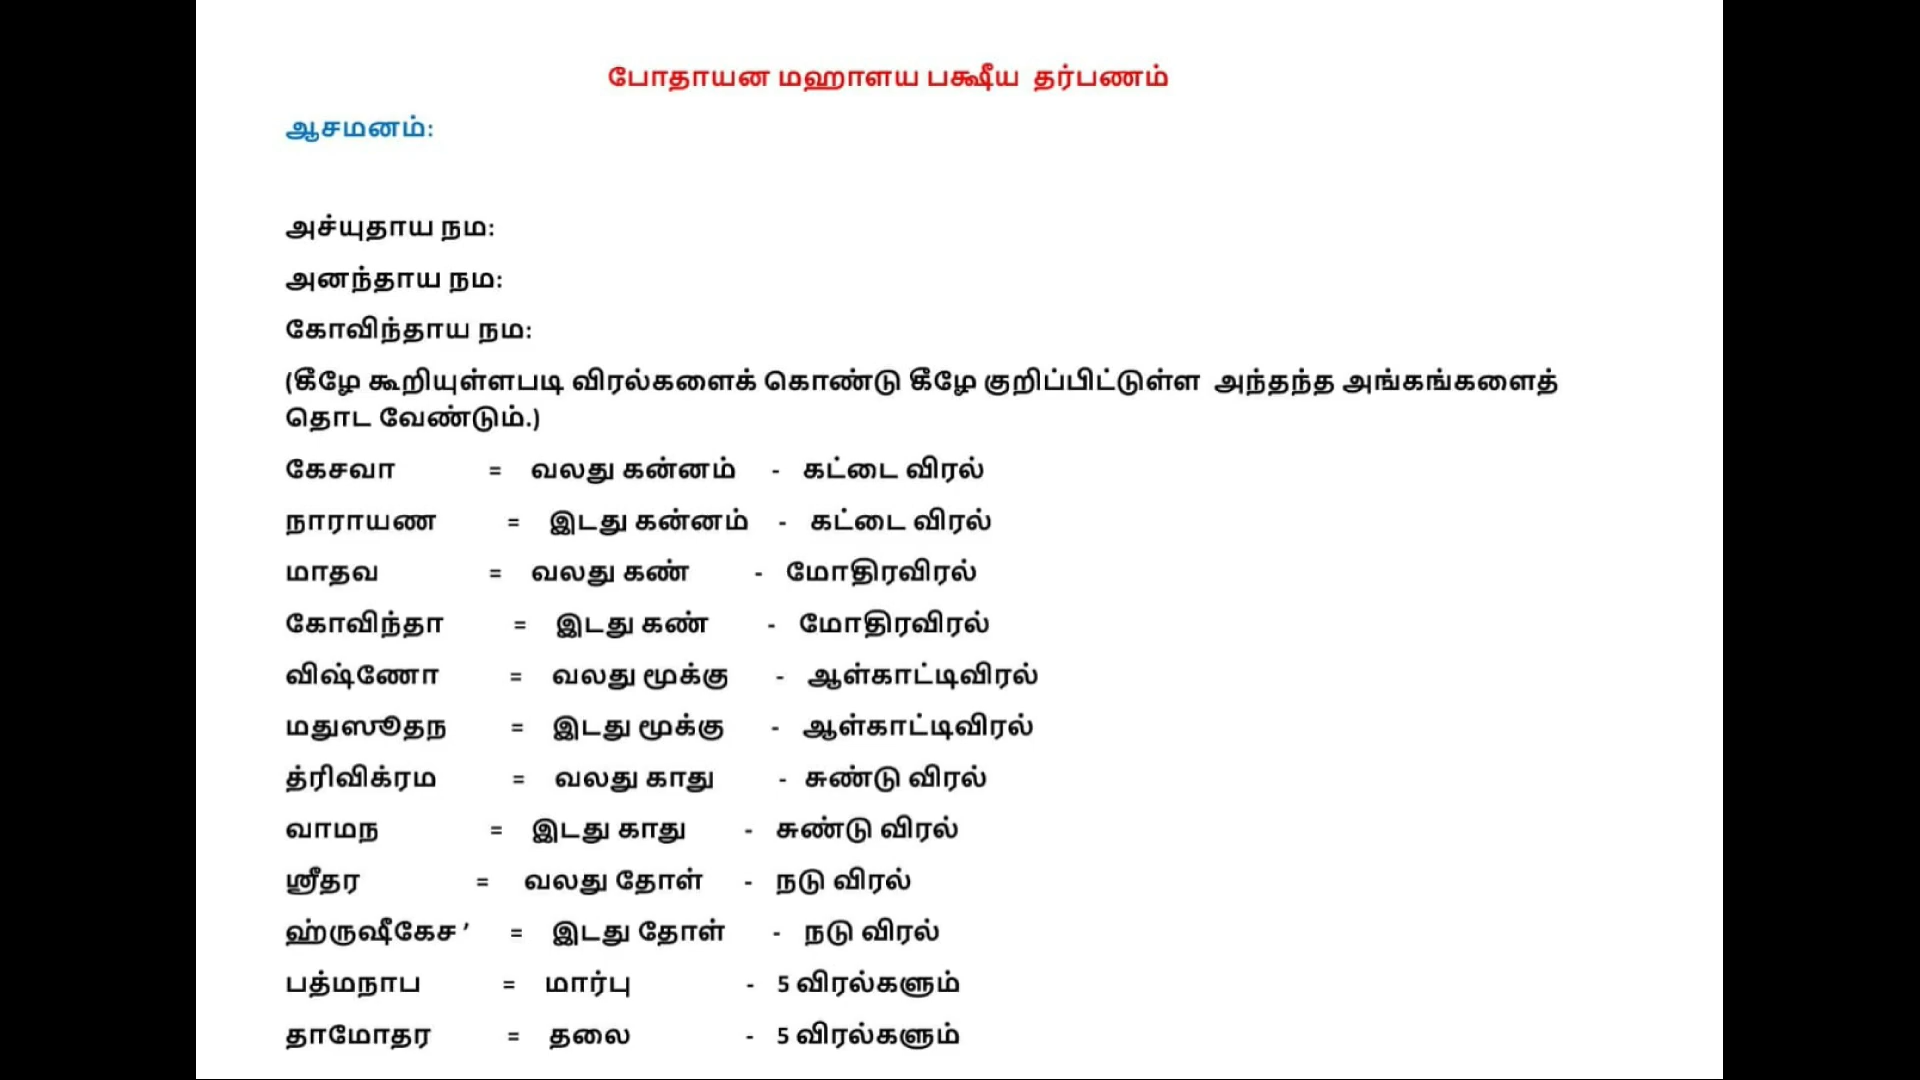 போதாயன மஹாளய பக்ஷீய தர்பணம்
ஆசமனம்:
அச்யுதாய நம:
அனந்தாய நம:
கோவிந்தாய நம:
(கீழே கூறியுள்ளபடி விரல்களைக் கொண்டு கீழே குறிப்பிட்டுள்ள அந்தந்த அங்கங்களைத்
தொட வேண்டும்.)
கேசவா = வலது கன்னம் - கட்டை விரல்
நாராயண = இடது கன்னம் - கட்டை விரல்
மாதவ = வலது கண் - மோதிரவிரல்
கோவிந்தா = இடது கண் - மோதிரவிரல்
விஷ்ணோ = வலது மூக்கு - ஆள்காட்டிவிரல்
மதுஸூதந = இடது மூக்கு - ஆள்காட்டிவிரல்
த்ரிவிக்ரம = வலது காது - சுண்டு விரல்
வாமந = இடது காது - சுண்டு விரல்
ஸ்ரீதர = வலது தோள் - நடு விரல்
ஹ்ருஷீகேச ’ = இடது தோள் - நடு விரல்
பத்மநாப = மார்பு - 5 விரல்களும்
தாமோதர = தலை - 5 விரல்களும்